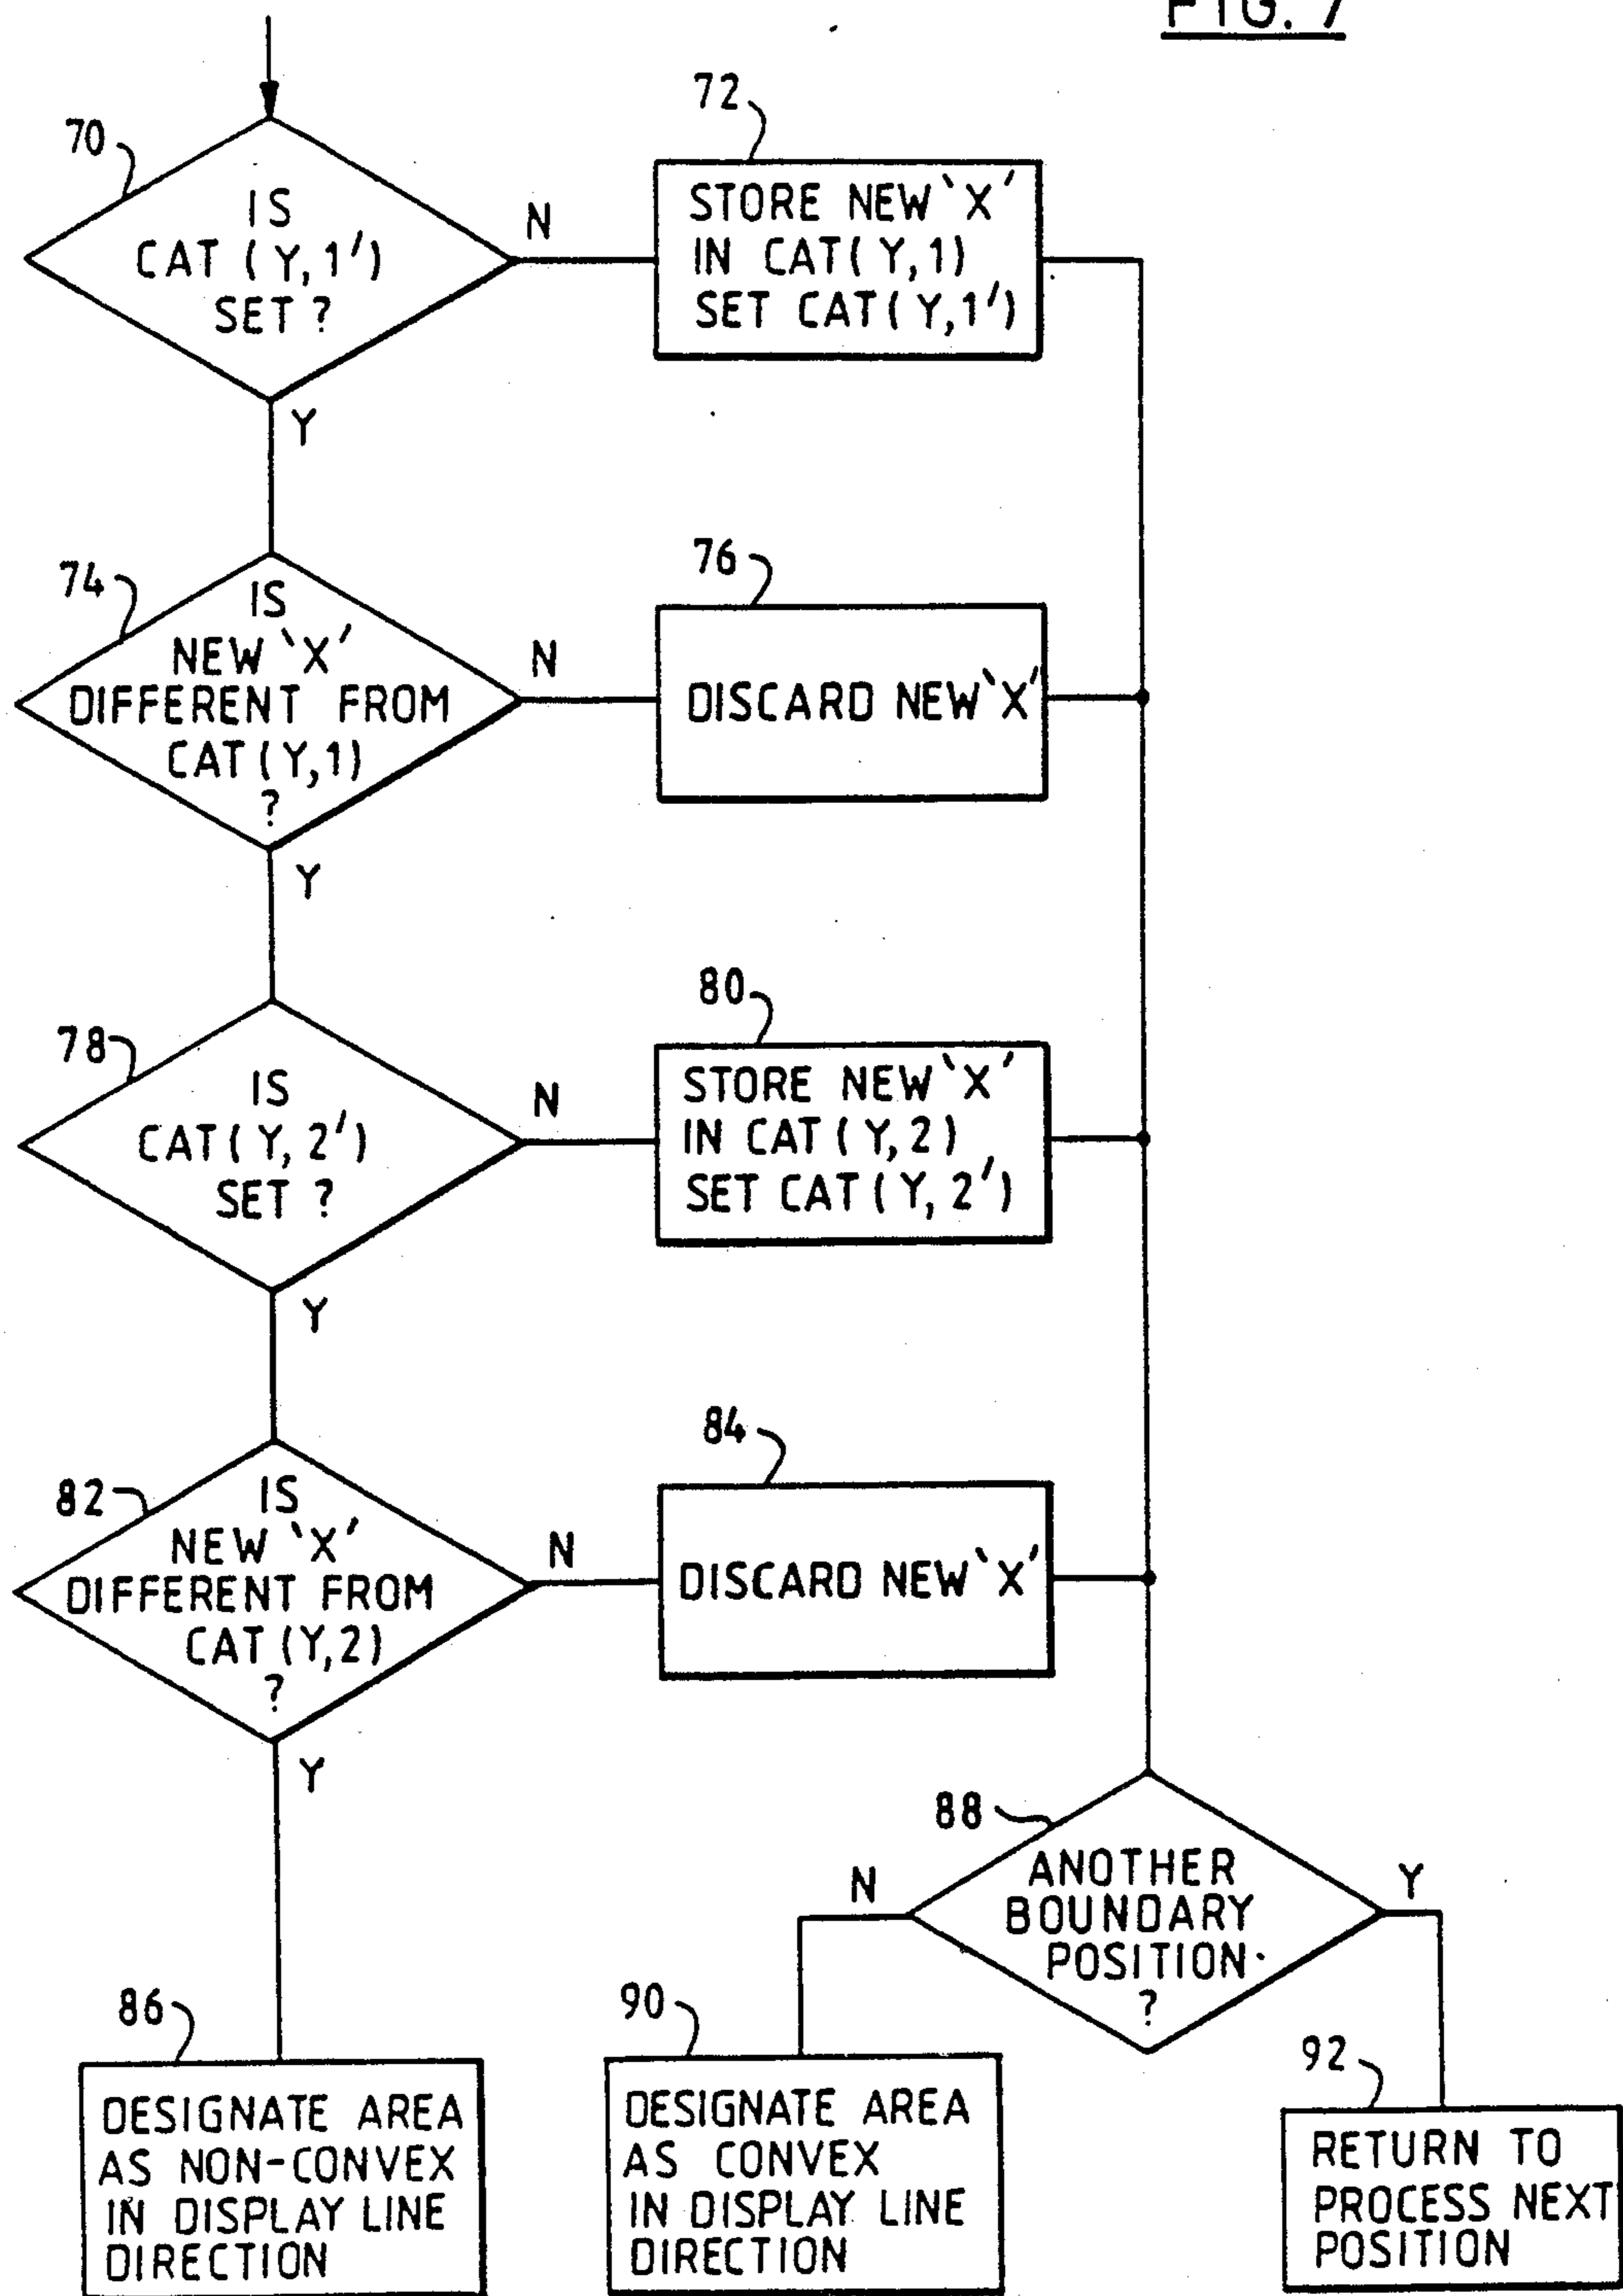 FIG. 7
70
IS
CAT (Y,1')
SET ?
N
Y
72
STORE NEW 'X'
IN CAT(Y,1)
SET CAT(Y,1')
74
IS
NEW 'X'
DIFFERENT FROM
CAT(Y,1)
?
N
Y
76
DISCARD NEW 'X'
78
IS
CAT(Y, 2')
SET ?
N
Y
80
STORE NEW 'X'
IN CAT(Y,2)
SET CAT(Y, 2')
82
IS
NEW 'X'
DIFFERENT FROM
CAT (Y,2)
?
N
Y
84
DISCARD NEW 'X'
88
ANOTHER
BOUNDARY
POSITION
?
N
Y
86
DESIGNATE AREA
AS NON-CONVEX
IN DISPLAY LINE
DIRECTION
90
DESIGNATE AREA
AS CONVEX
IN DISPLAY LINE
DIRECTION
92
RETURN TO
PROCESS NEXT
POSITION